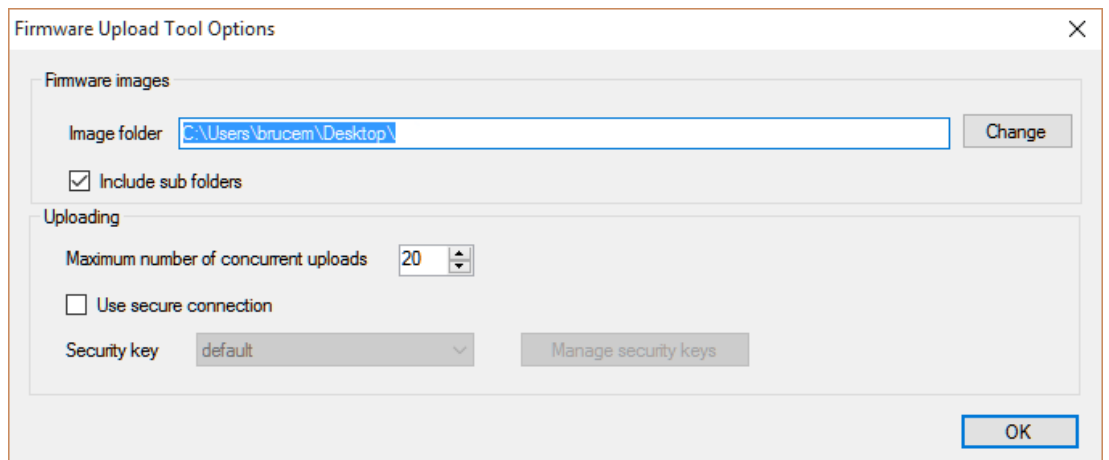 Firmware Upload Tool Options
Firmware images
Image folder C:\Users\brucem\Desktop\ Change
Include sub folders
Uploading
Maximum number of concurrent uploads 20
Use secure connection
Security key default Manage security keys
OK